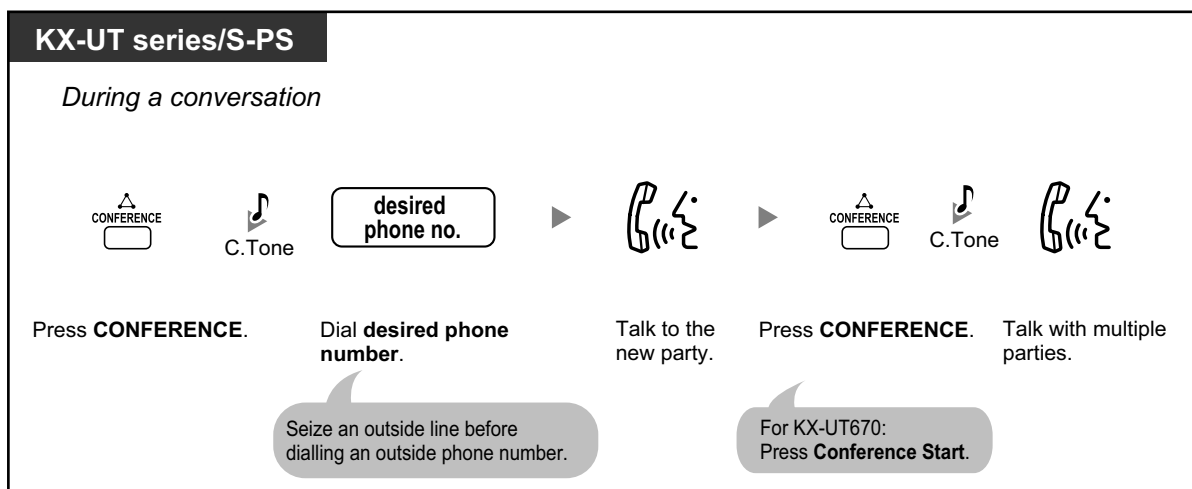 KX-UT series/S-PS
During a conversation
CONFERENCE
C.Tone
desired
phone no.
CONFERENCE
C.Tone
Press CONFERENCE.
Dial desired phone
number.
Talk to the
new party.
Press CONFERENCE.
Talk with multiple
parties.
Seize an outside line before
dialling an outside phone number.
For KX-UT670:
Press Conference Start.